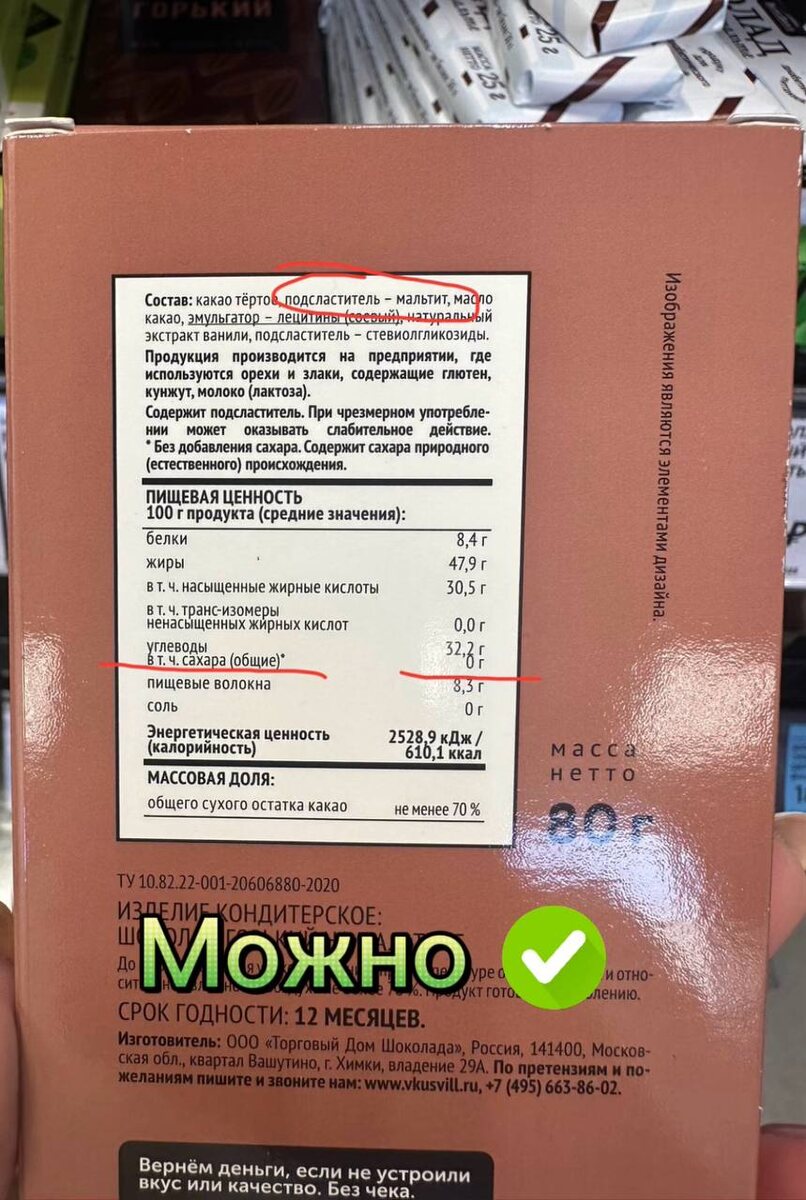 ГОРЬКИЙ
25 г
25 г
Состав: какао тёртое, подсластитель – мальтит, масло
какао, эмульгатор – лецитины (соевый), натуральный
экстракт ванили, подсластитель – стевиолгликозиды.
Продукция производится на предприятии, где
используются орехи и злаки, содержащие глютен,
кунжут, молоко (лактоза).
Содержит подсластитель. При чрезмерном употребле-
нии может оказывать слабительное действие.
* Без добавления сахара. Содержит сахара природного
(естественного) происхождения.
ПИЩЕВАЯ ЦЕННОСТЬ
100 г продукта (средние значения):
белки 8,4 г
жиры 47,9 г
в т. ч. насыщенные жирные кислоты 30,5 г
в т. ч. транс-изомеры
ненасыщенных жирных кислот 0,0 г
углеводы 32,2 г
в т. ч. сахара (общие)* 0 г
пищевые волокна 8,3 г
соль 0 г
Энергетическая ценность 2528,9 кДж /
(калорийность) 610,1 ккал
МАССОВАЯ ДОЛЯ:
общего сухого остатка какао не менее 70 %
Изображения являются элементами дизайна.
масса
нетто
80 г
ТУ 10.82.22-001-20606880-2020
ИЗДЕЛИЕ КОНДИТЕРСКОЕ:
Можно
и отно-
СРОК ГОДНОСТИ: 12 МЕСЯЦЕВ.
Изготовитель: ООО «Торговый Дом Шоколада», Россия, 141400, Москов-
ская обл., квартал Вашутино, г. Химки, владение 29А. По претензиям и по-
желаниям пишите и звоните нам: www.vkusvill.ru, +7 (495) 663-86-02.
Вернём деньги, если не устроили
вкус или качество. Без чека.